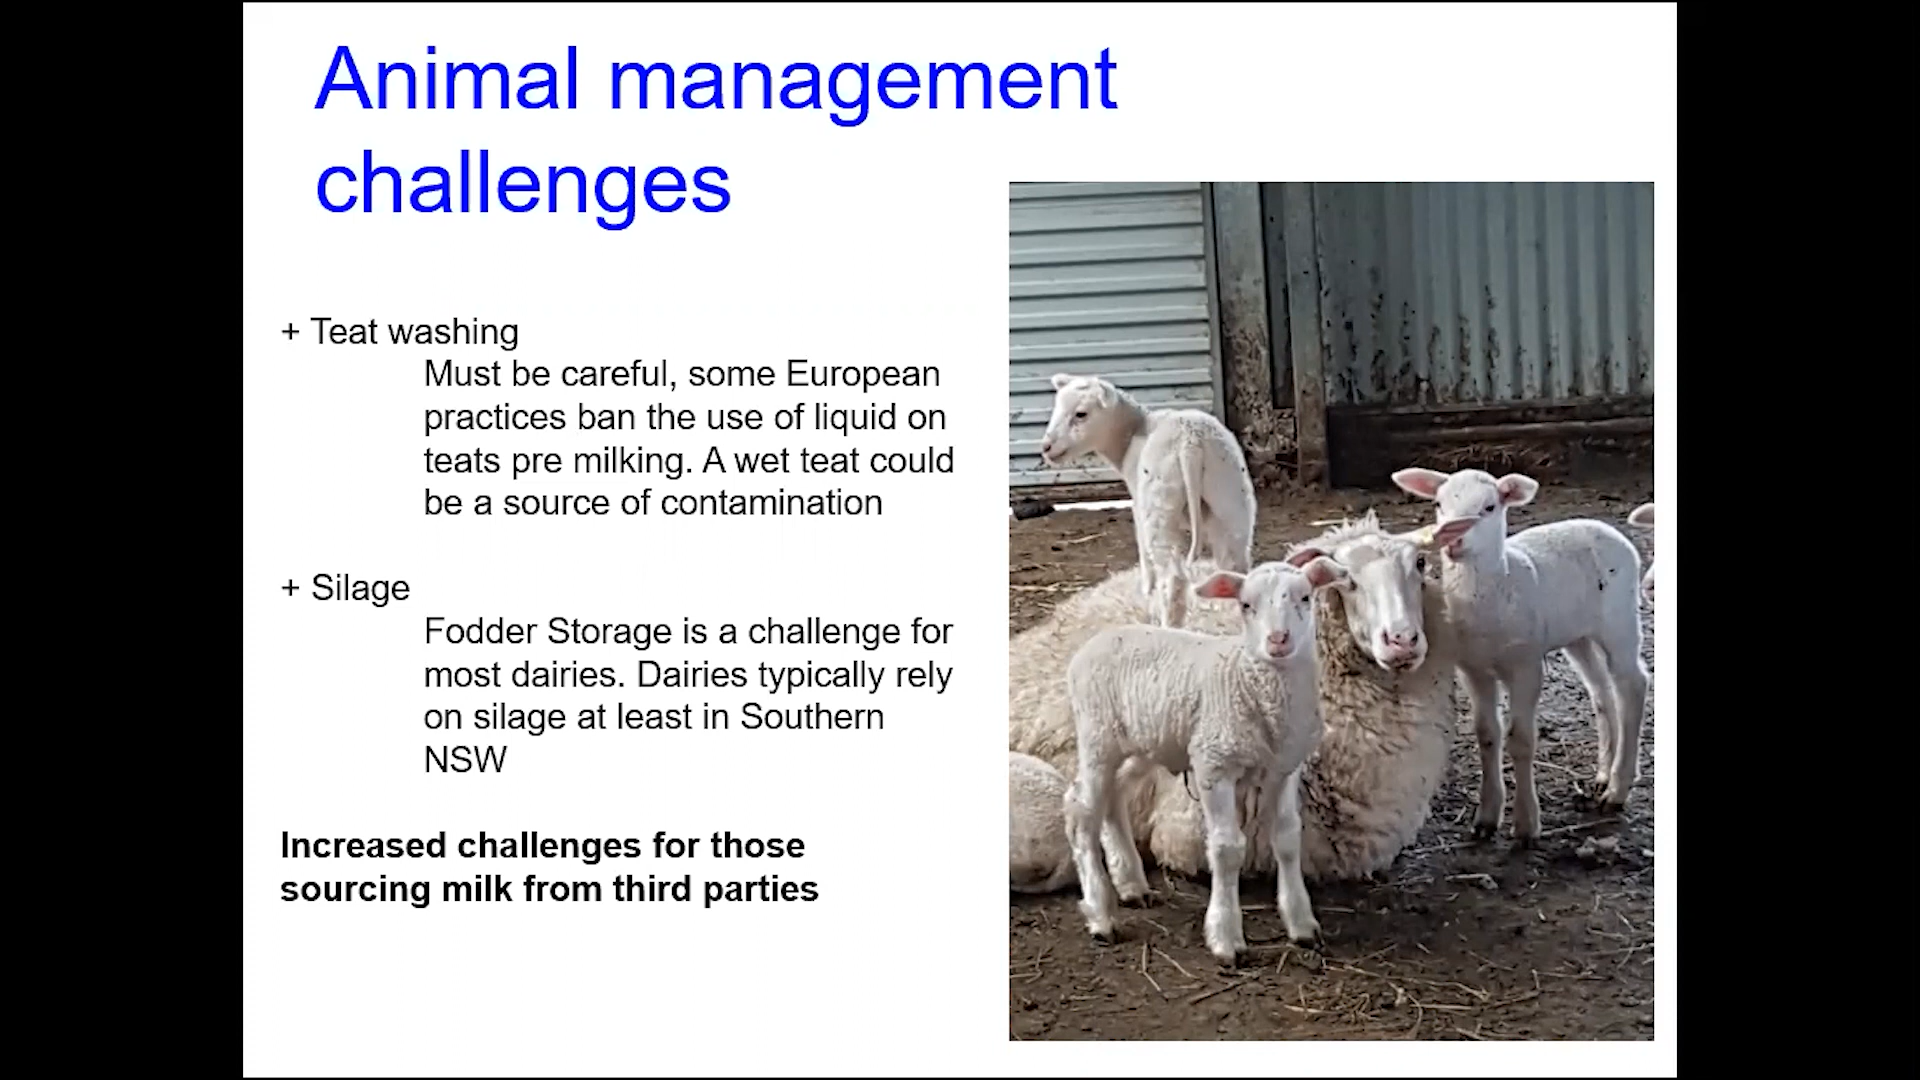 Animal management
challenges
+ Teat washing
Must be careful, some European
practices ban the use of liquid on
teats pre milking. A wet teat could
be a source of contamination
+ Silage
Fodder Storage is a challenge for
most dairies. Dairies typically rely
on silage at least in Southern
NSW
Increased challenges for those
sourcing milk from third parties